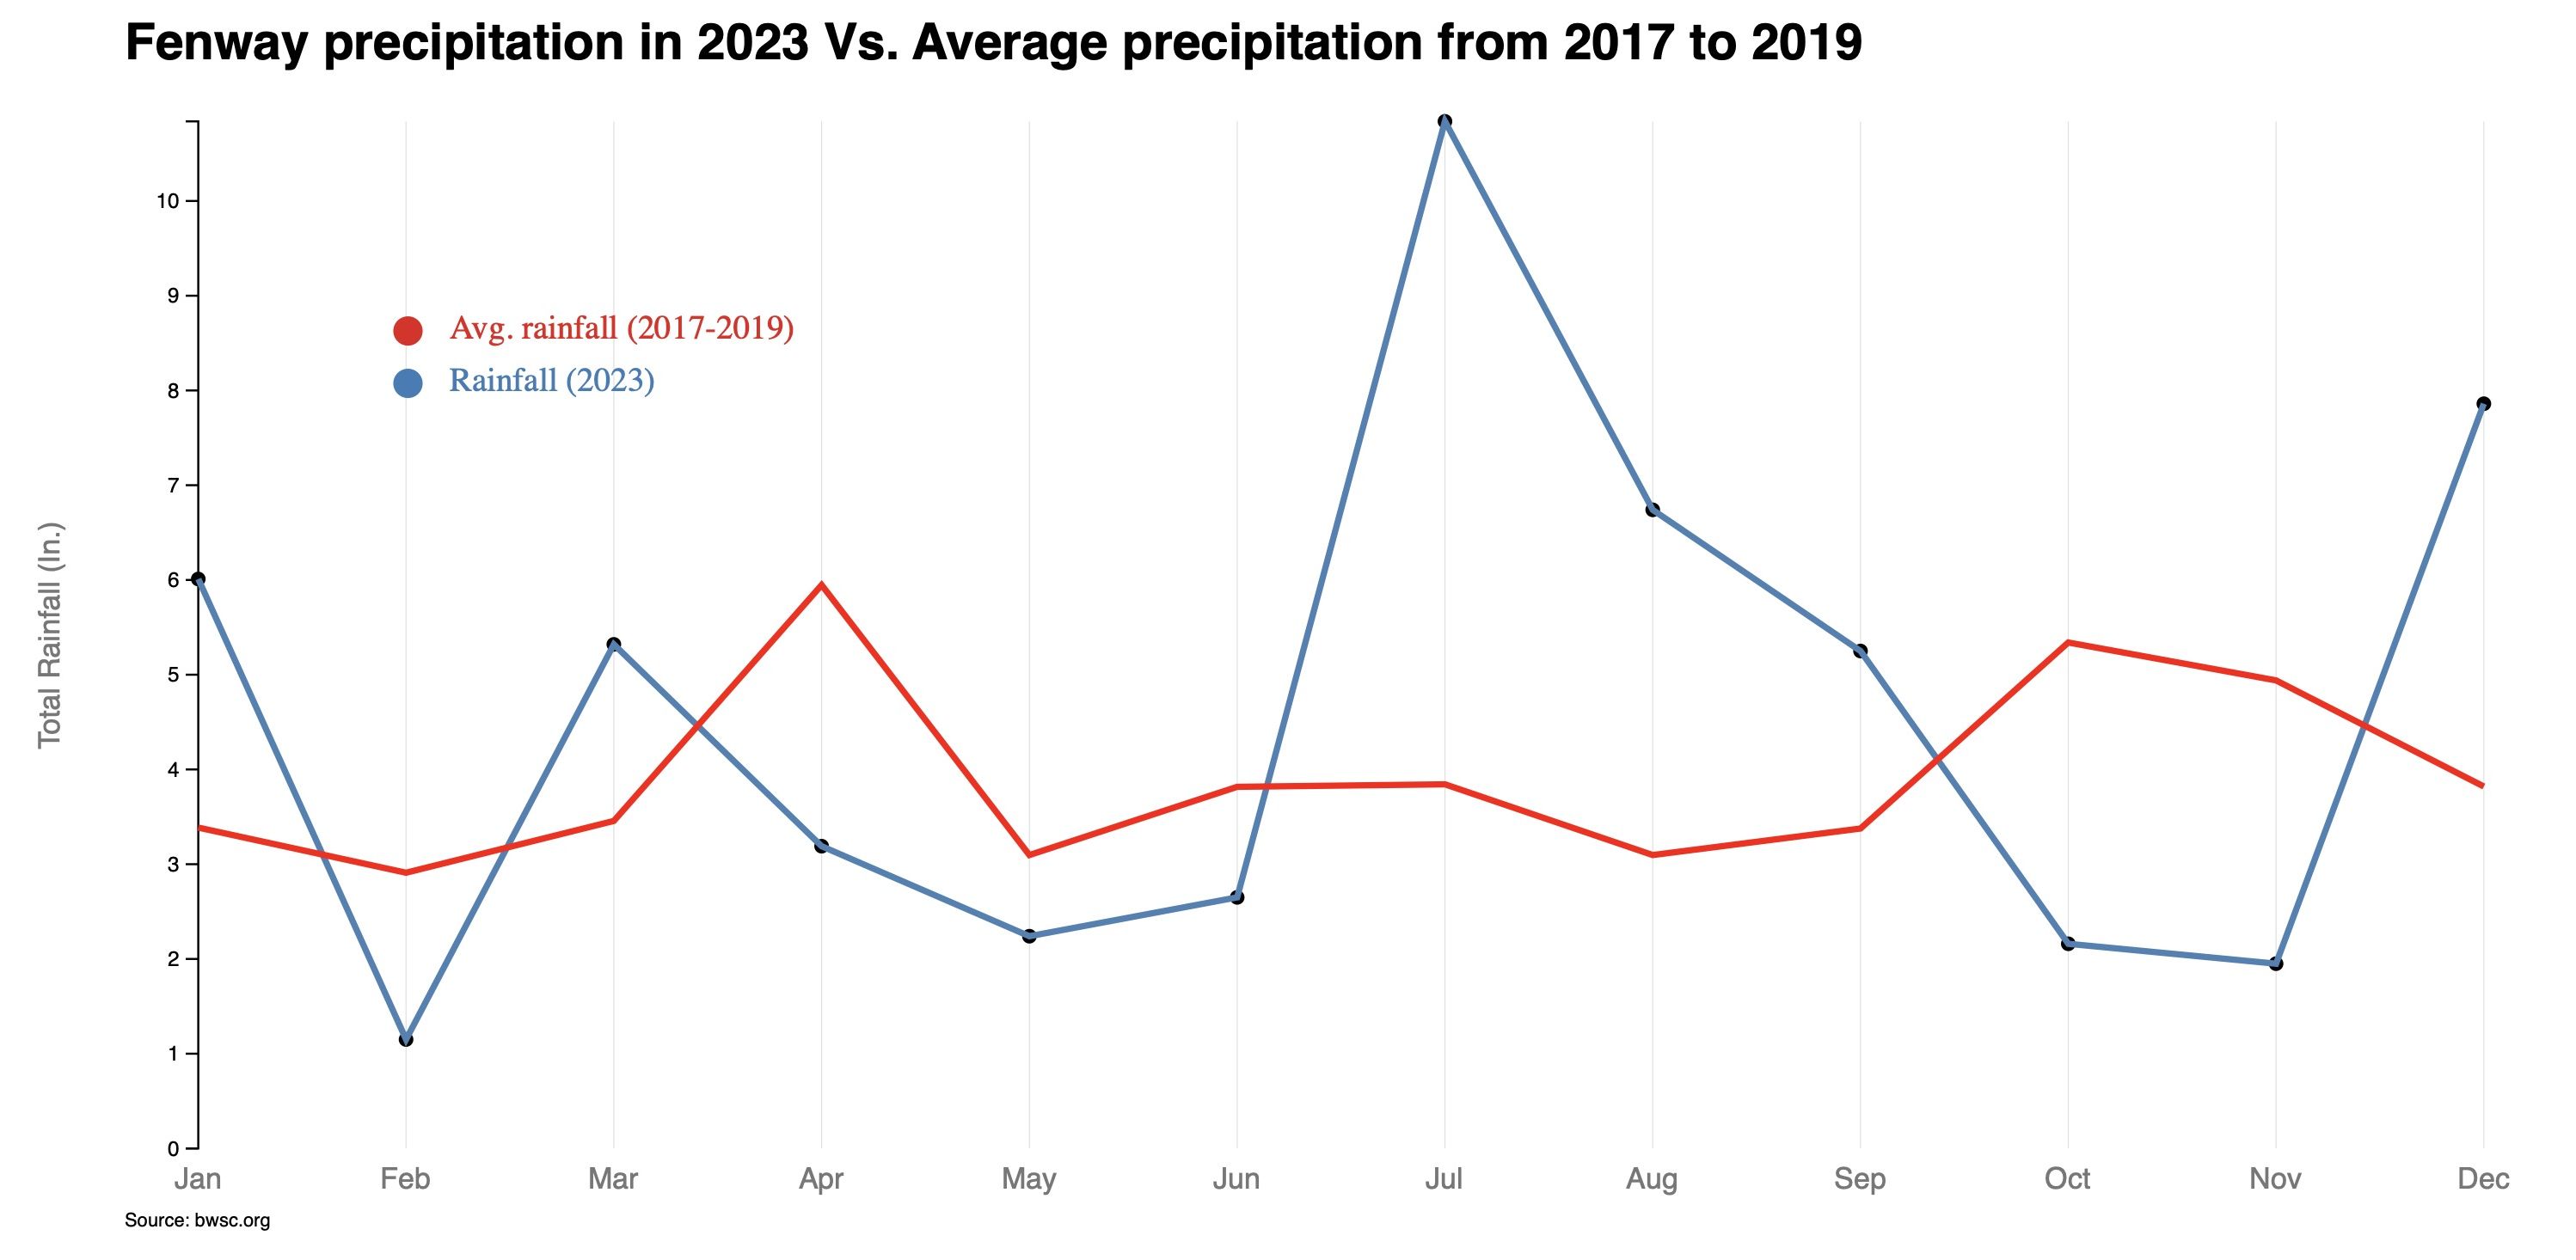 Fenway precipitation in 2023 Vs. Average precipitation from 2017 to 2019
10
9
Avg. rainfall (2017-2019)
Rainfall (2023)
8
7
Total Rainfall (In.)
6
5
4
3
2
1
0
Jan Feb Mar Apr May Jun Jul Aug Sep Oct Nov Dec
Source: bwsc.org